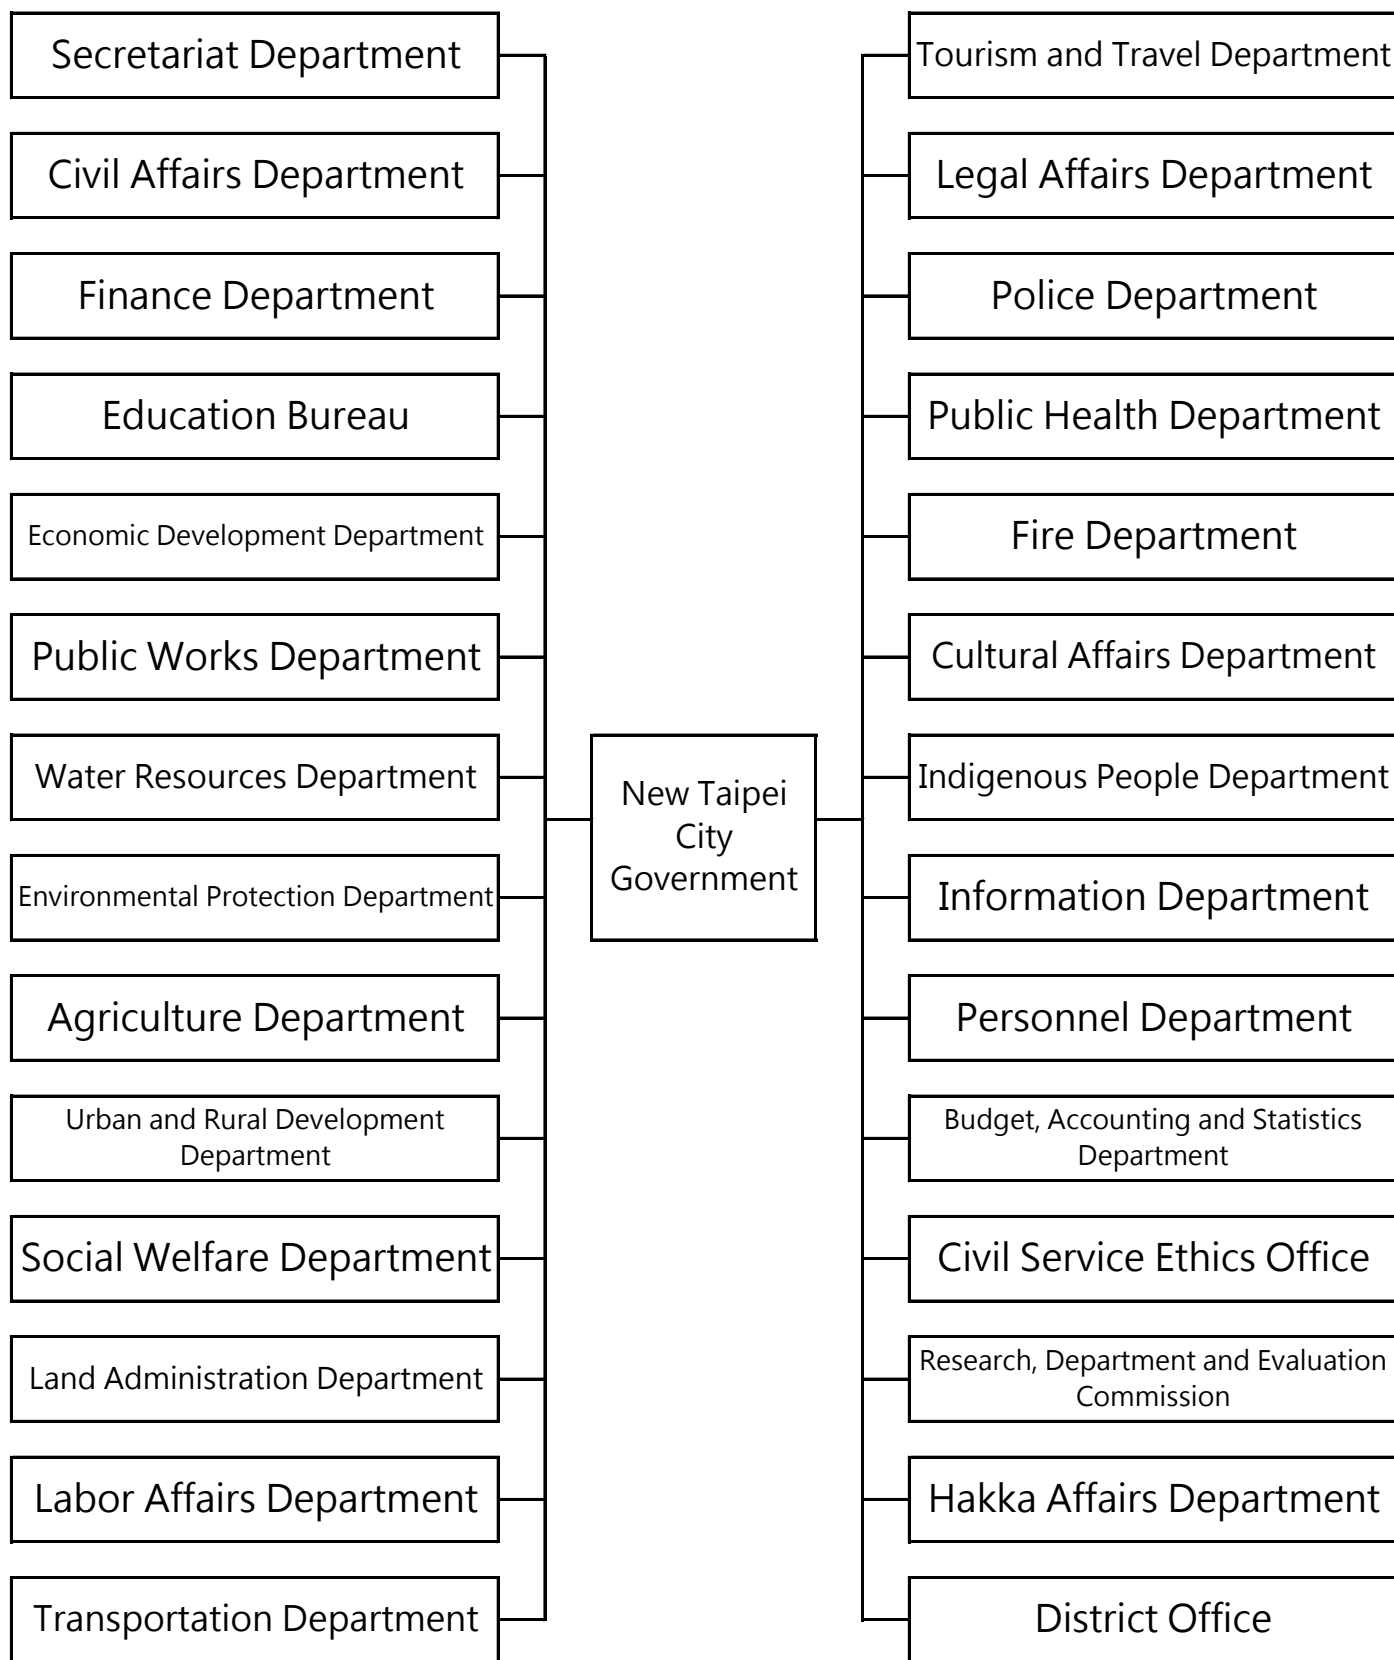 Secretariat Department
Civil Affairs Department
Finance Department
Education Bureau
Economic Development Department
Public Works Department
Water Resources Department
Environmental Protection Department
Agriculture Department
Urban and Rural Development
Department
Social Welfare Department
Land Administration Department
Labor Affairs Department
Transportation Department
New Taipei
City
Government
Tourism and Travel Department
Legal Affairs Department
Police Department
Public Health Department
Fire Department
Cultural Affairs Department
Indigenous People Department
Information Department
Personnel Department
Budget, Accounting and Statistics
Department
Civil Service Ethics Office
Research, Department and Evaluation
Commission
Hakka Affairs Department
District Office